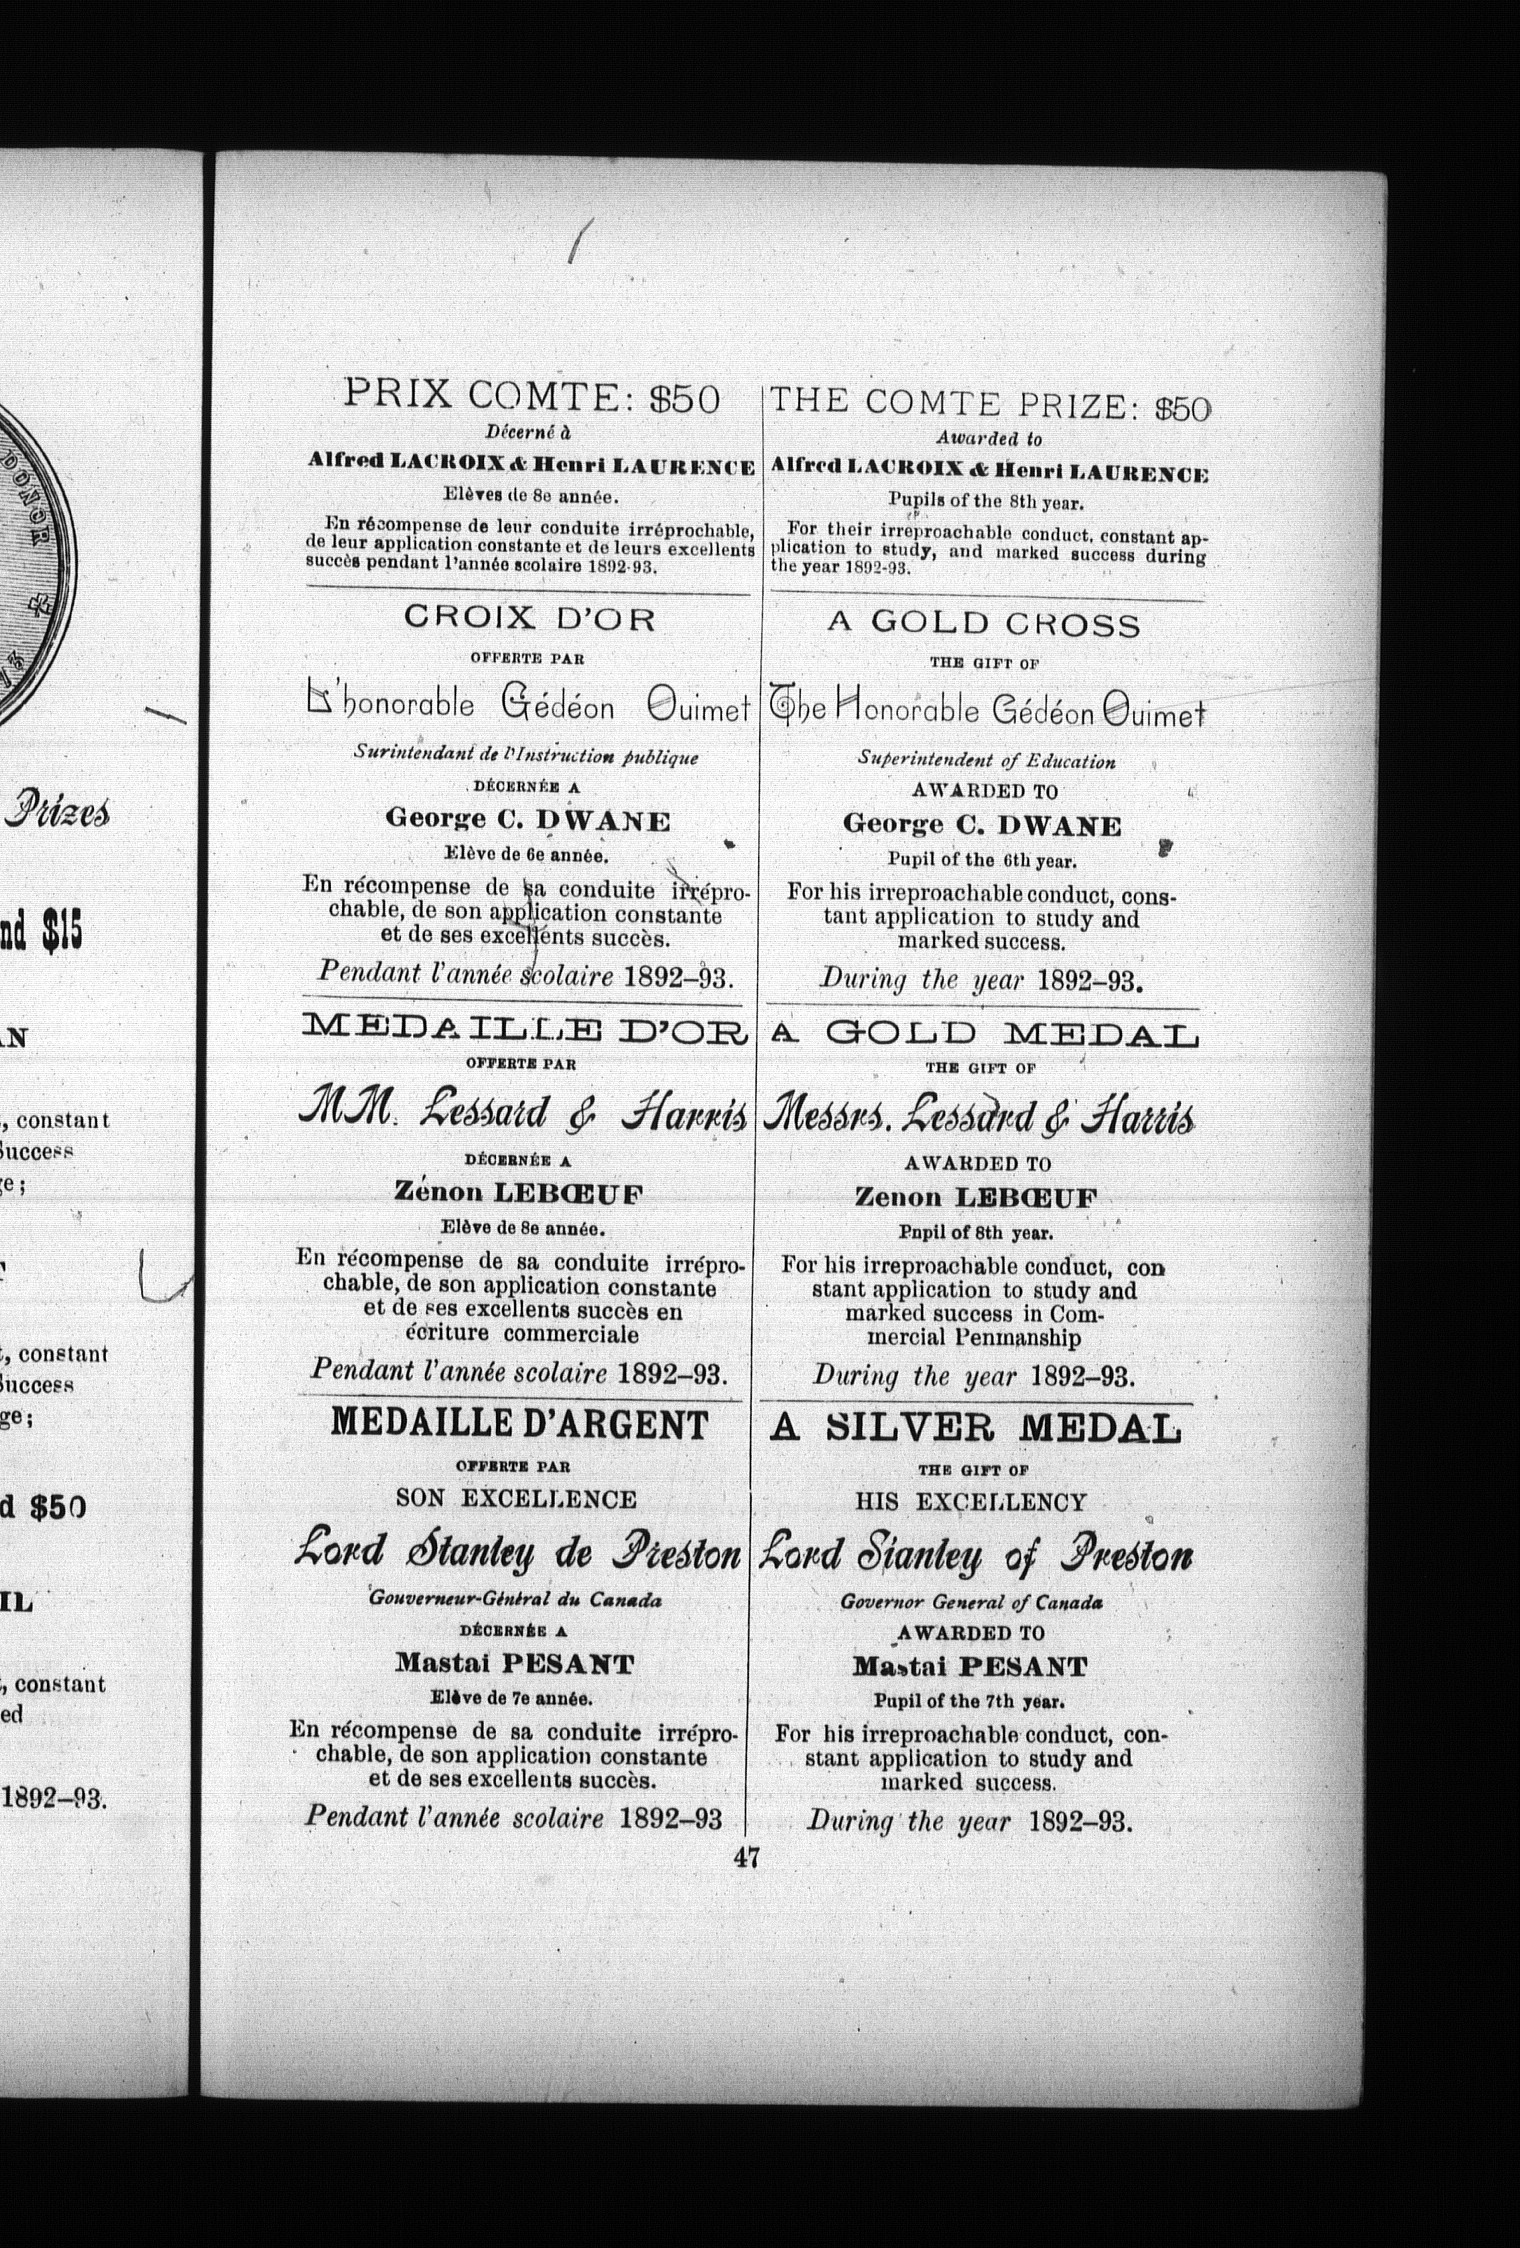 DONOR
Prizes
nd $15
, constant
Success
ge;
, constant
Success
ge;
d $50
, constant
ed
1892–93.
PRIX COMTE: $50
Décerné à
Alfred LACROIX & Henri LAURENCE
Elèves de 8e année.
En récompense de leur conduite irréprochable,
de leur application constante et de leurs excellents
succès pendant l'année scolaire 1892-93.
CROIX D'OR
OFFERTE PAR
L'honorable Gédéon Ouimet
Surintendant de l'Instruction publique
DÉCERNÉE A
George C. DWANE
Elève de 6e année.
En récompense de sa conduite irrépro-
chable, de son application constante
et de ses excellents succès.
Pendant l'année scolaire 1892–93.
MEDAILLE D'OR
OFFERTE PAR
MM. Lessard & Harris
DÉCERNÉE A
Zénon LEBŒUF
Elève de 8e année.
En récompense de sa conduite irrépro-
chable, de son application constante
et de ses excellents succès en
écriture commerciale
Pendant l'année scolaire 1892–93.
MEDAILLE D'ARGENT
OFFERTE PAR
SON EXCELLENCE
Lord Stanley de Preston
Gouverneur-Général du Canada
DÉCERNÉE A
Mastai PESANT
Elève de 7e année.
En récompense de sa conduite irrépro-
chable, de son application constante
et de ses excellents succès.
Pendant l'année scolaire 1892–93
THE COMTE PRIZE: $50
Awarded to
Alfred LACROIX & Henri LAURENCE
Pupils of the 8th year.
For their irreproachable conduct, constant ap-
plication to study, and marked success during
the year 1892-93.
A GOLD CROSS
THE GIFT OF
The Honorable Gédéon Ouimet
Superintendent of Education
AWARDED TO
George C. DWANE
Pupil of the 6th year.
For his irreproachable conduct, cons-
tant application to study and
marked success.
During the year 1892–93.
A GOLD MEDAL
THE GIFT OF
Messrs. Lessard & Harris
AWARDED TO
Zenon LEBŒUF
Pnpil of 8th year.
For his irreproachable conduct, con
stant application to study and
marked success in Com-
mercial Penmanship
During the year 1892–93.
A SILVER MEDAL
THE GIFT OF
HIS EXCELLENCY
Lord Stanley of Preston
Governor General of Canada
AWARDED TO
Mastai PESANT
Pupil of the 7th year.
For his irreproachable conduct, con-
stant application to study and
marked success.
During the year 1892–93.
47